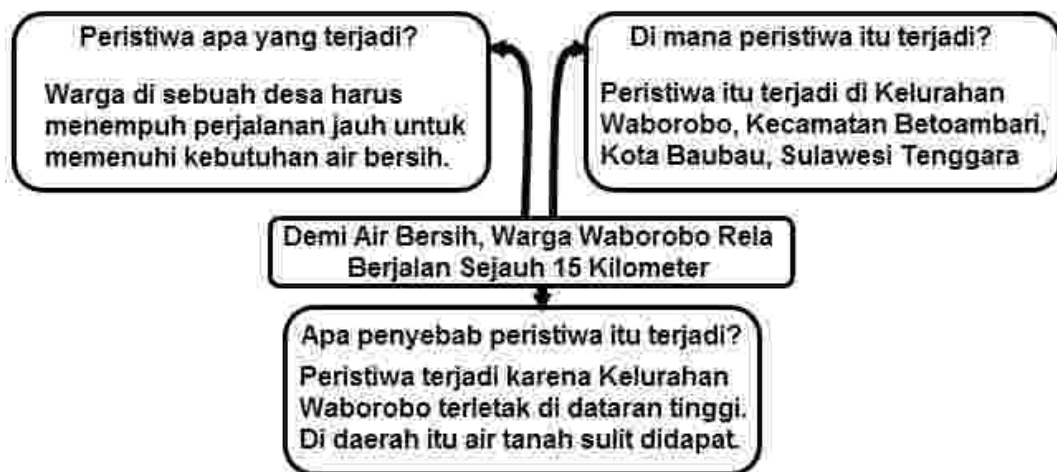 Peristiwa apa yang terjadi?
Warga di sebuah desa harus
menempuh perjalanan jauh untuk
memenuhi kebutuhan air bersih.
Di mana peristiwa itu terjadi?
Peristiwa itu terjadi di Kelurahan
Waborobo, Kecamatan Betoambari,
Kota Baubau, Sulawesi Tenggara
Demi Air Bersih, Warga Waborobo Rela
Berjalan Sejauh 15 Kilometer
Apa penyebab peristiwa itu terjadi?
Peristiwa terjadi karena Kelurahan
Waborobo terletak di dataran tinggi.
Di daerah itu air tanah sulit didapat.